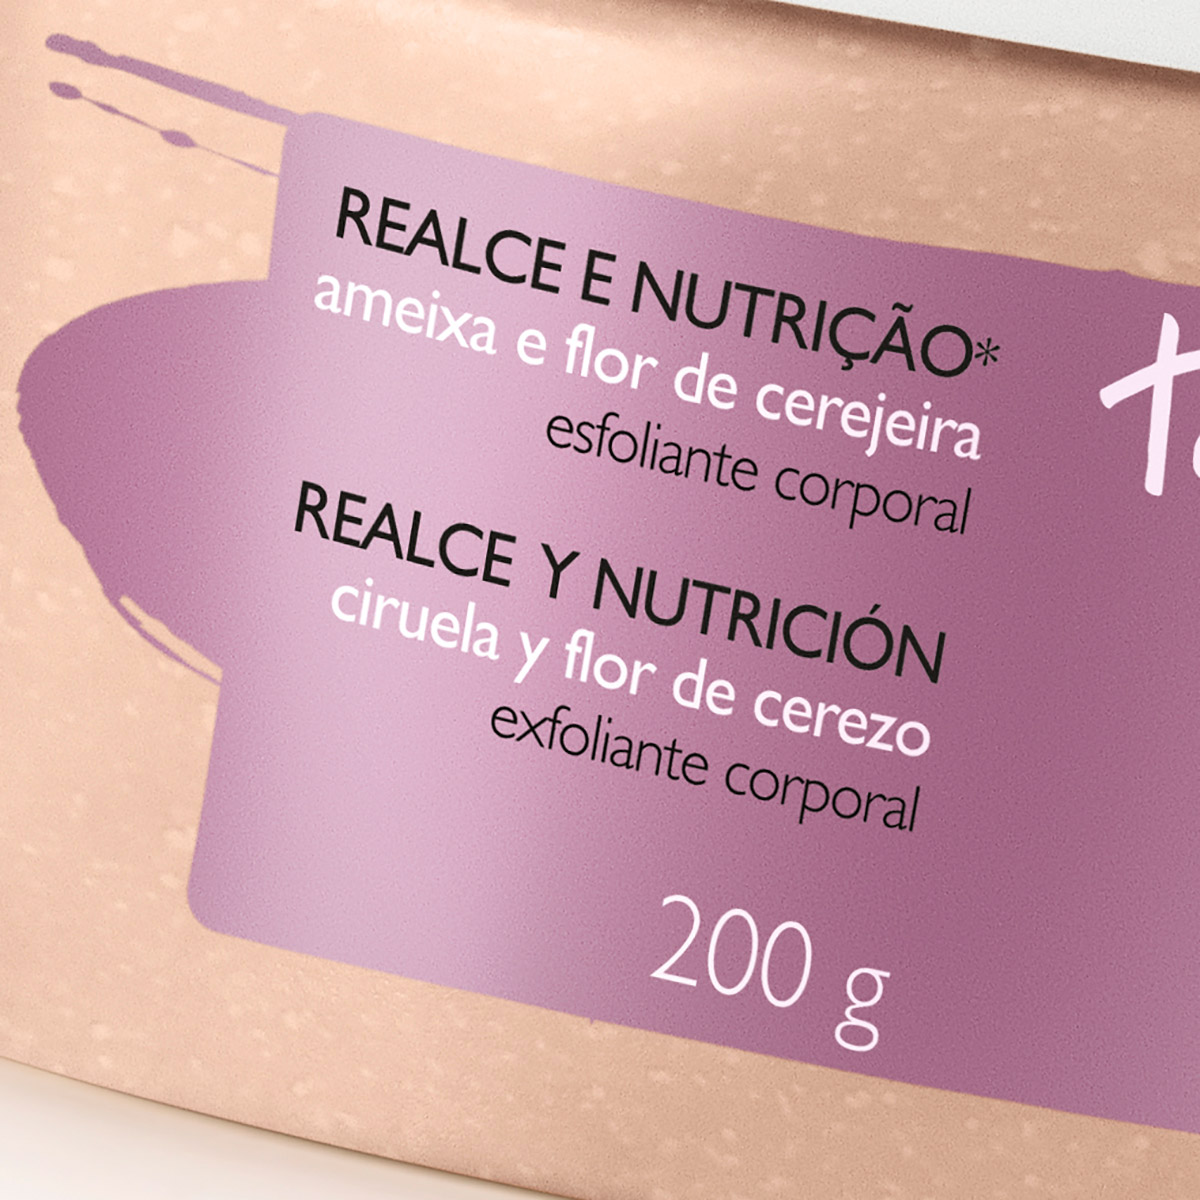 REALCE E NUTRIÇÃO*
ameixa e flor de cerejeira
esfoliante corporal
REALCE Y NUTRICIÓN
ciruela y flor de cerezo
exfoliante corporal
200 g